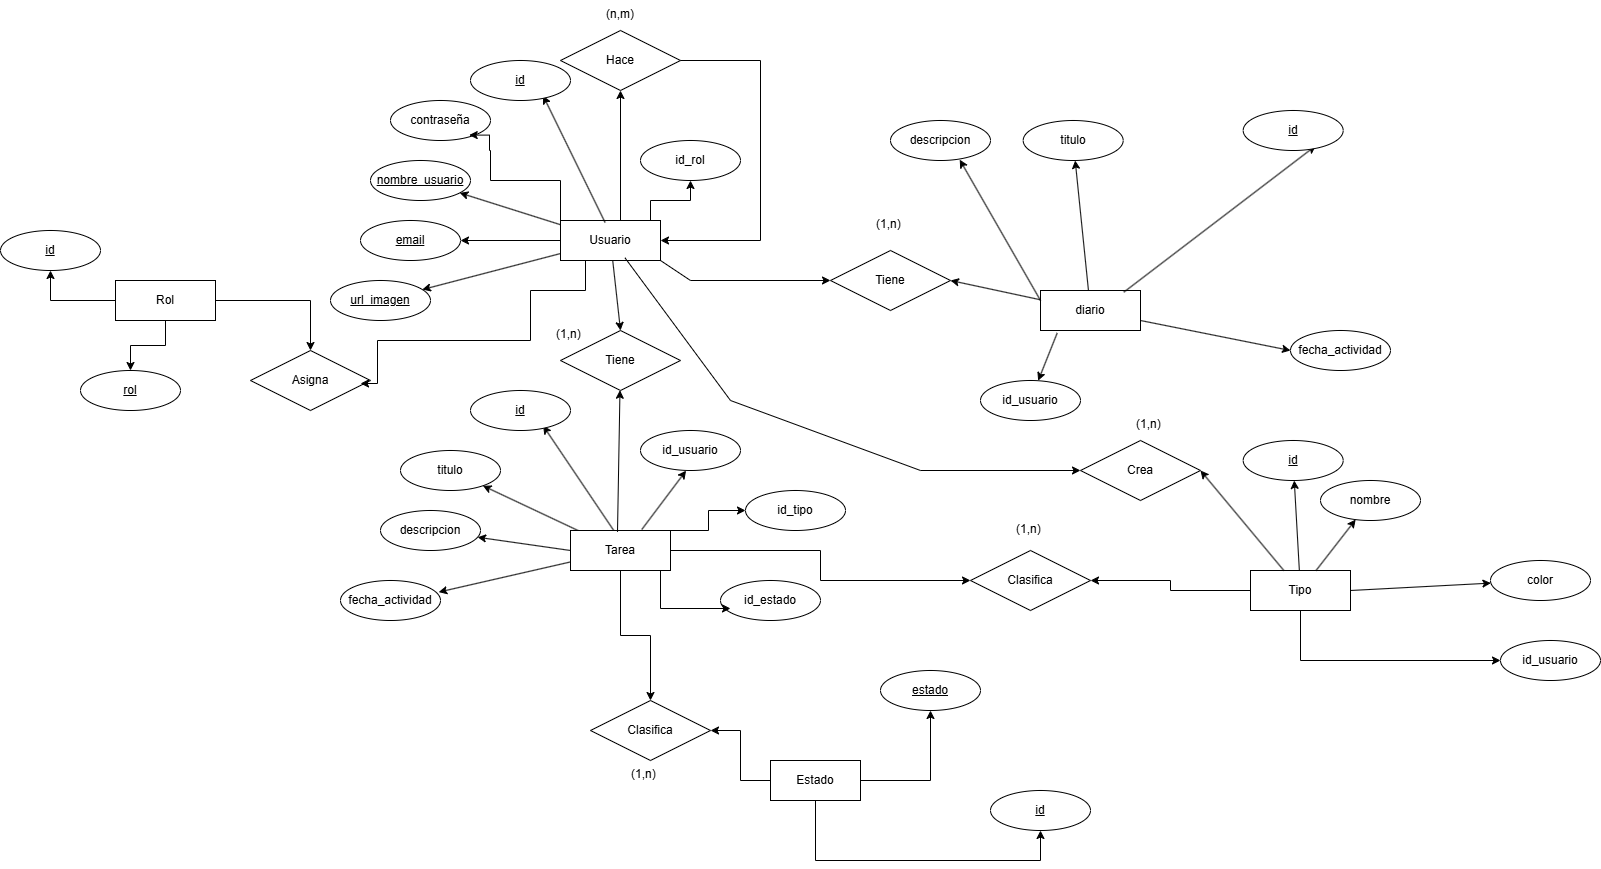 (n,m)
Hace
id
contraseña
descripcion
titulo
id
id_rol
nombre_usuario
(1,n)
email
Usuario
id
Tiene
url_imagen
Rol
diario
(1,n)
fecha_actividad
Tiene
Asigna
rol
id_usuario
id
(1,n)
id_usuario
id
titulo
Crea
nombre
id_tipo
descripcion
(1,n)
Tarea
Clasifica
color
Tipo
fecha_actividad
id_estado
id_usuario
estado
Clasifica
(1,n)
Estado
id